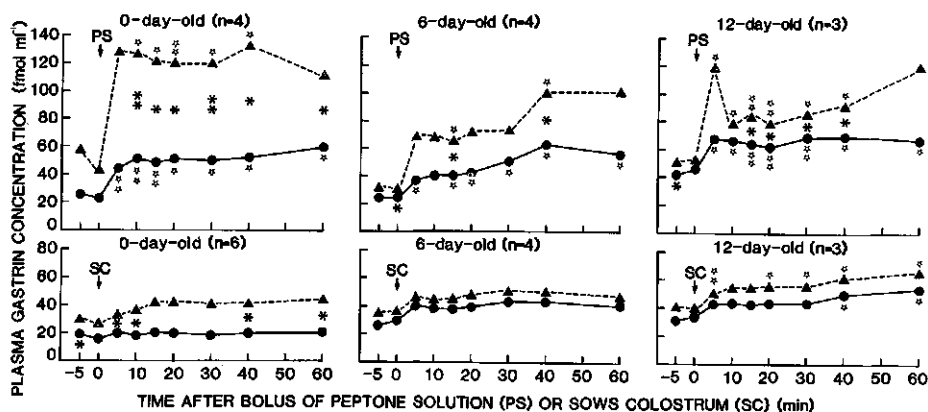 0-day-old (n=4)
6-day-old (n=4)
12-day-old (n=3)
PS
PS
PS
140
120
100
80
60
40
20
0
0-day-old (n=6)
6-day-old (n=4)
12-day-old (n=3)
SC
SC
SC
80
60
40
20
0
-5 0 10 20 30 40 50 60
-5 0 10 20 30 40 50 60
-5 0 10 20 30 40 50 60
PLASMA GASTRIN CONCENTRATION (fmol ml⁻¹)
TIME AFTER BOLUS OF PEPTONE SOLUTION (PS) OR SOWS COLOSTRUM (SC) (min)